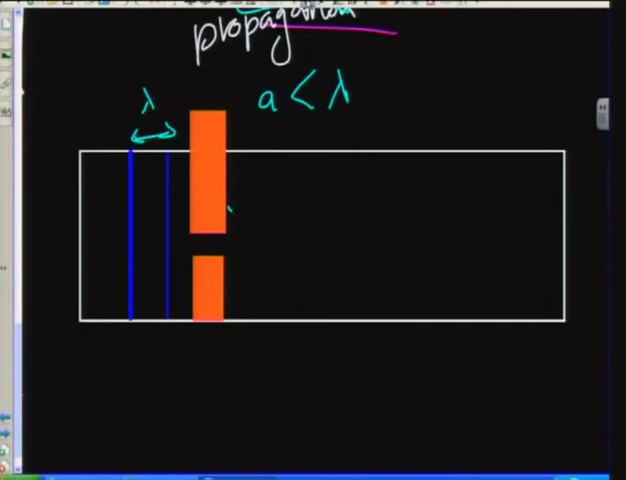 propagation
λ
a < λ